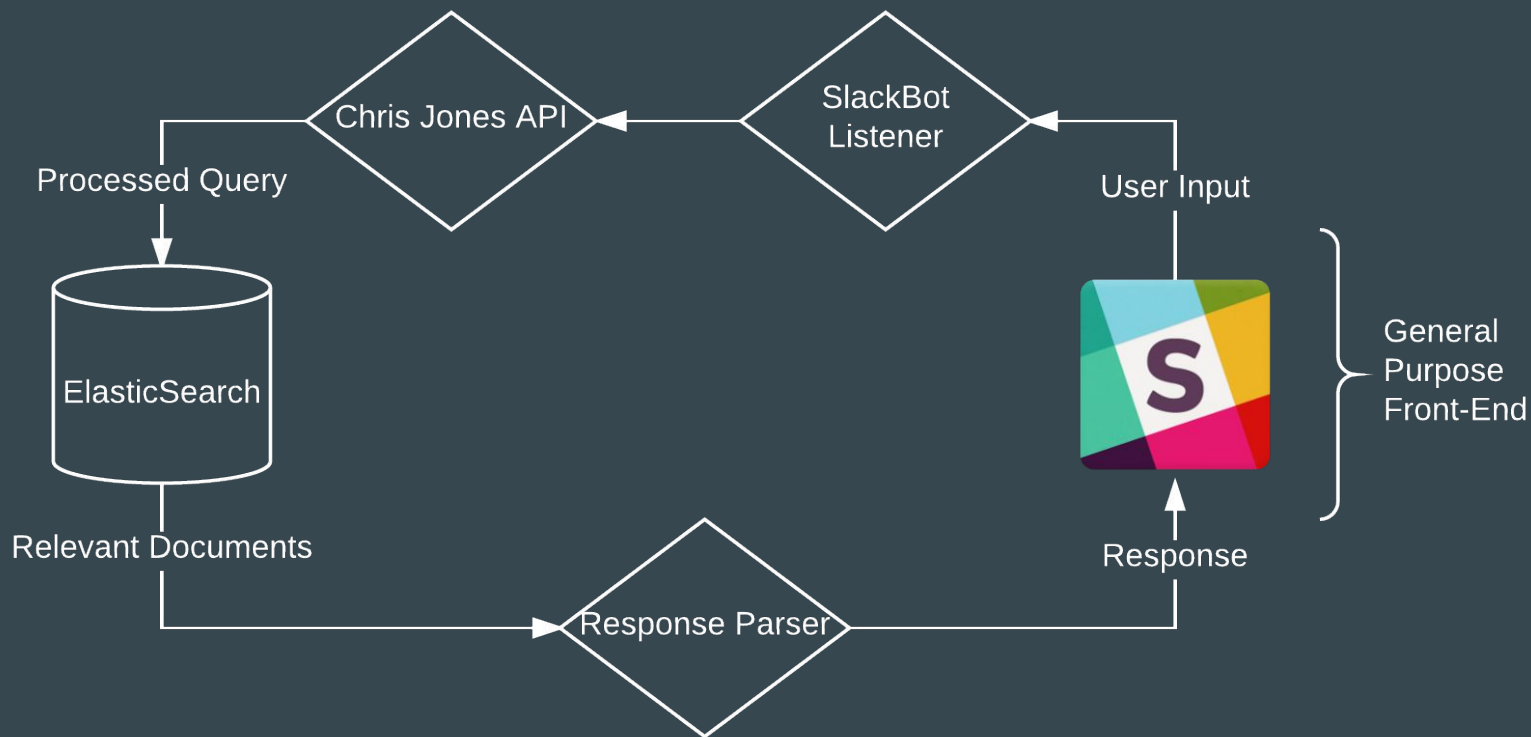 SlackBot
Listener
Chris Jones API
Processed Query
User Input
S
General
Purpose
Front-End
ElasticSearch
Relevant Documents
Response
Response Parser